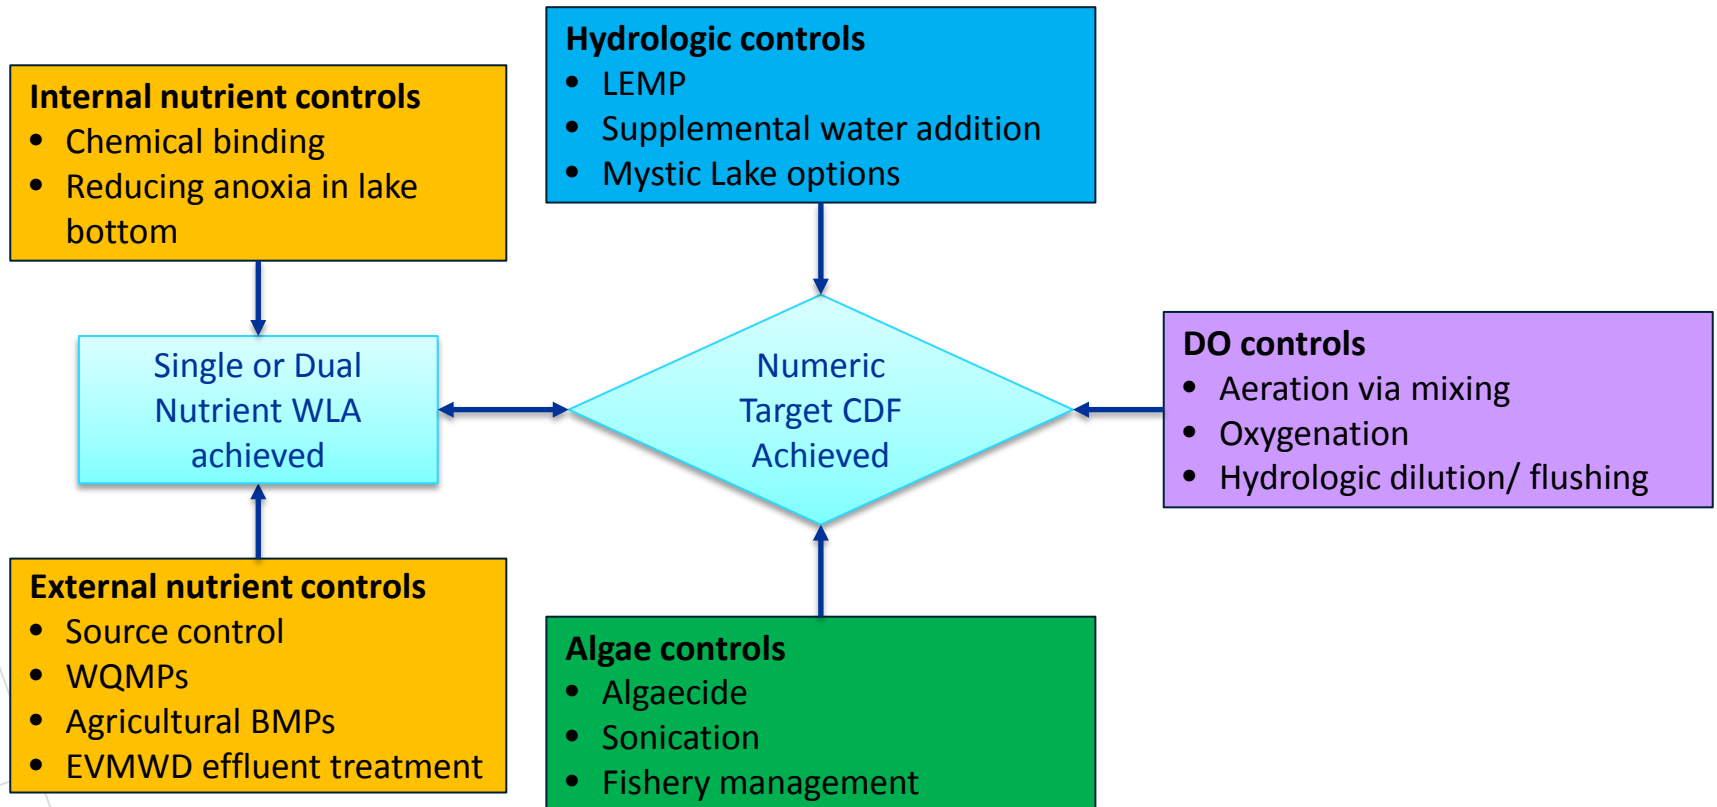 Hydrologic controls
• LEMP
• Supplemental water addition
• Mystic Lake options
Internal nutrient controls
• Chemical binding
• Reducing anoxia in lake
bottom
Single or Dual
Nutrient WLA
achieved
Numeric
Target CDF
Achieved
DO controls
• Aeration via mixing
• Oxygenation
• Hydrologic dilution/ flushing
External nutrient controls
• Source control
• WQMPs
• Agricultural BMPs
• EVMWD effluent treatment
Algae controls
• Algaecide
• Sonication
• Fishery management